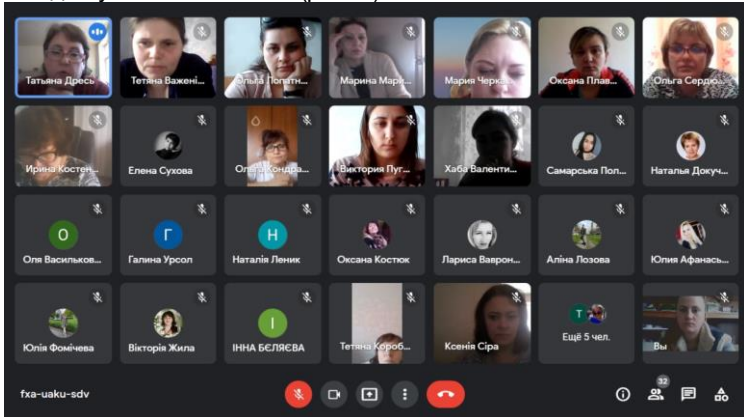 Татьяна Дресь
Тетяна Важені...
Ольга Лопатн...
Марина Марі...
Мария Черка...
Оксана Плав...
Ольга Сердю...
Ирина Костен...
Елена Сухова
Ольга Кондра...
Виктория Пуг...
Хаба Валенти...
Самарська Пол...
Наталья Докуч...
О
Оля Васильков...
Г
Галина Урсол
Н
Наталія Леник
Оксана Костюк
Лариса Ваврон...
Аліна Лозова
Юлия Афанась...
Юлія Фомічева
Вікторія Жила
І
ІННА БЄЛЯЄВА
Тетяна Короб...
Ксенія Сіра
Т
Ещё 5 чел.
Вы
fxa-uaku-sdv
32